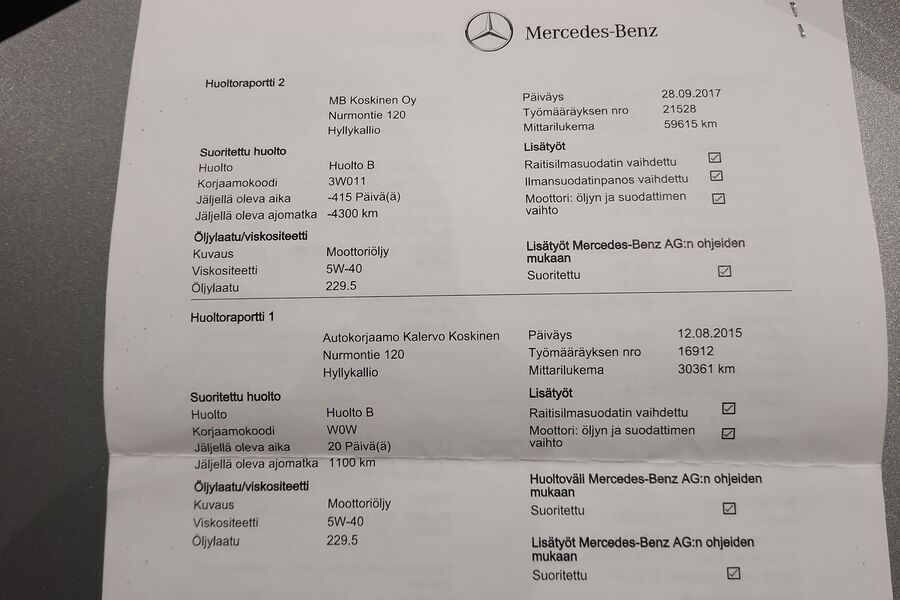 Mercedes-Benz
Huoltoraportti 2
MB Koskinen Oy
Nurmontie 120
Hyllykallio
Päiväys 28.09.2017
Työmääräyksen nro 21528
Mittarilukema 59615 km
Suoritettu huolto
Huolto Huolto B
Korjaamokoodi 3W011
Jäljellä oleva aika -415 Päivä(ä)
Jäljellä oleva ajomatka -4300 km
Lisätyöt
Raitisilmasuodatin vaihdettu ☑
Ilmansuodatinpanos vaihdettu ☑
Moottori: öljyn ja suodattimen ☑
vaihto
Öljylaatu/viskositeetti
Kuvaus Moottoriöljy
Viskositeetti 5W-40
Öljylaatu 229.5
Lisätyöt Mercedes-Benz AG:n ohjeiden
mukaan
Suoritettu ☑
Huoltoraportti 1
Autokorjaamo Kalervo Koskinen
Nurmontie 120
Hyllykallio
Päiväys 12.08.2015
Työmääräyksen nro 16912
Mittarilukema 30361 km
Suoritettu huolto
Huolto Huolto B
Korjaamokoodi W0W
Jäljellä oleva aika 20 Päivä(ä)
Jäljellä oleva ajomatka 1100 km
Lisätyöt
Raitisilmasuodatin vaihdettu ☑
Moottori: öljyn ja suodattimen ☑
vaihto
Öljylaatu/viskositeetti
Kuvaus Moottoriöljy
Viskositeetti 5W-40
Öljylaatu 229.5
Huoltoväli Mercedes-Benz AG:n ohjeiden
mukaan
Suoritettu ☑
Lisätyöt Mercedes-Benz AG:n ohjeiden
mukaan
Suoritettu ☑